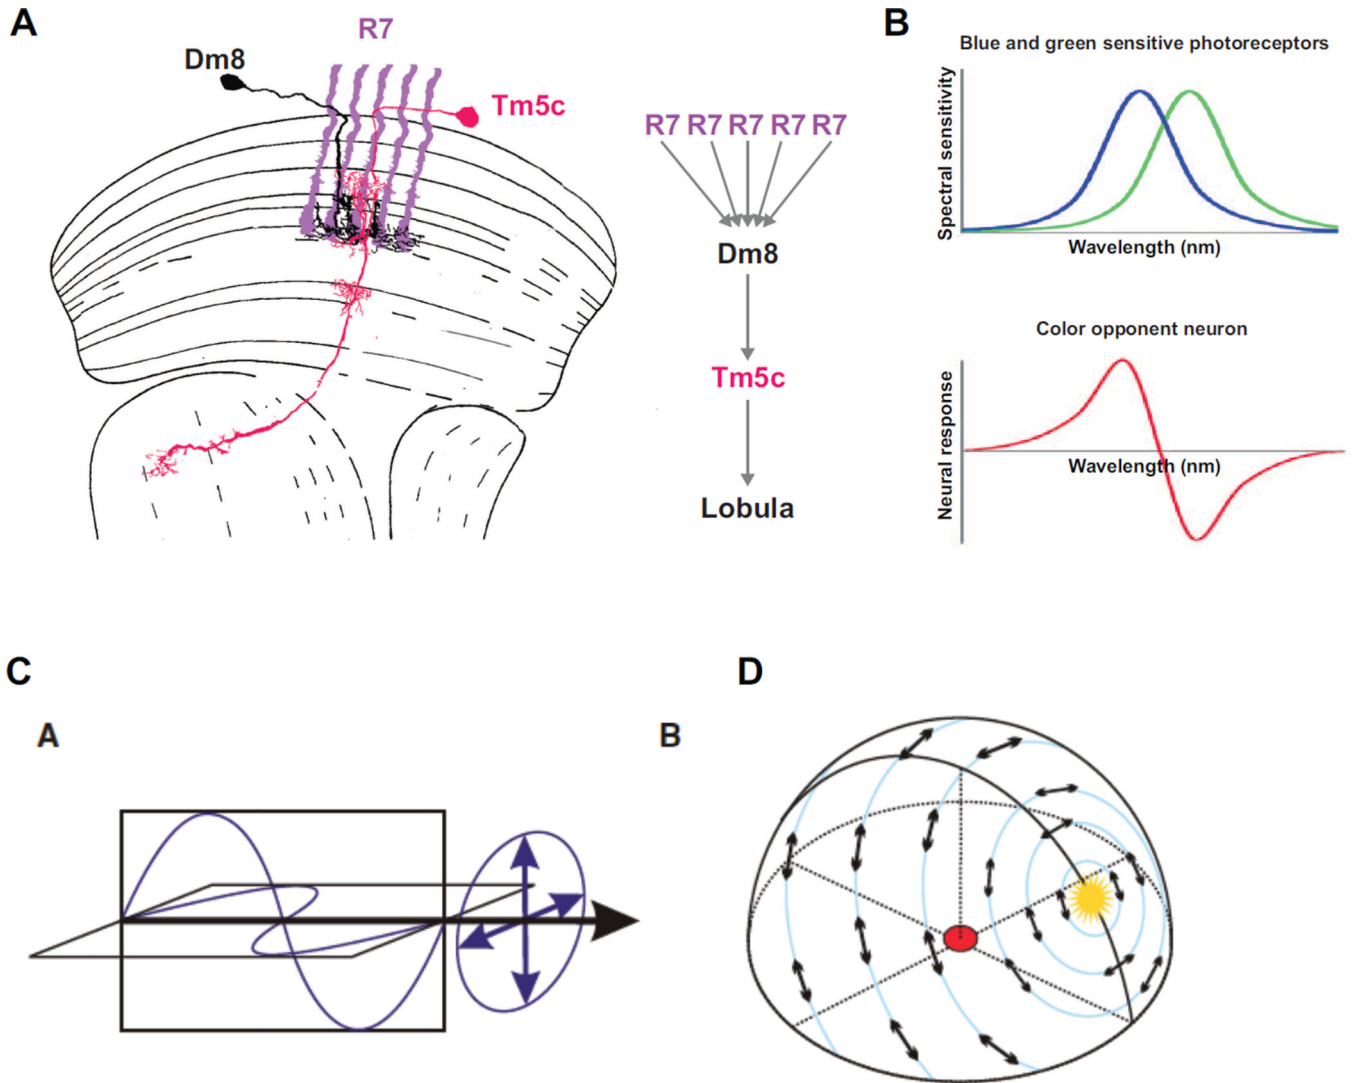 A
R7
Dm8
Tm5c
R7 R7 R7 R7 R7
Dm8
Tm5c
Lobula
B
Blue and green sensitive photoreceptors
Spectral sensitivity
Wavelength (nm)
Color opponent neuron
Neural response
Wavelength (nm)
C
A
D
B